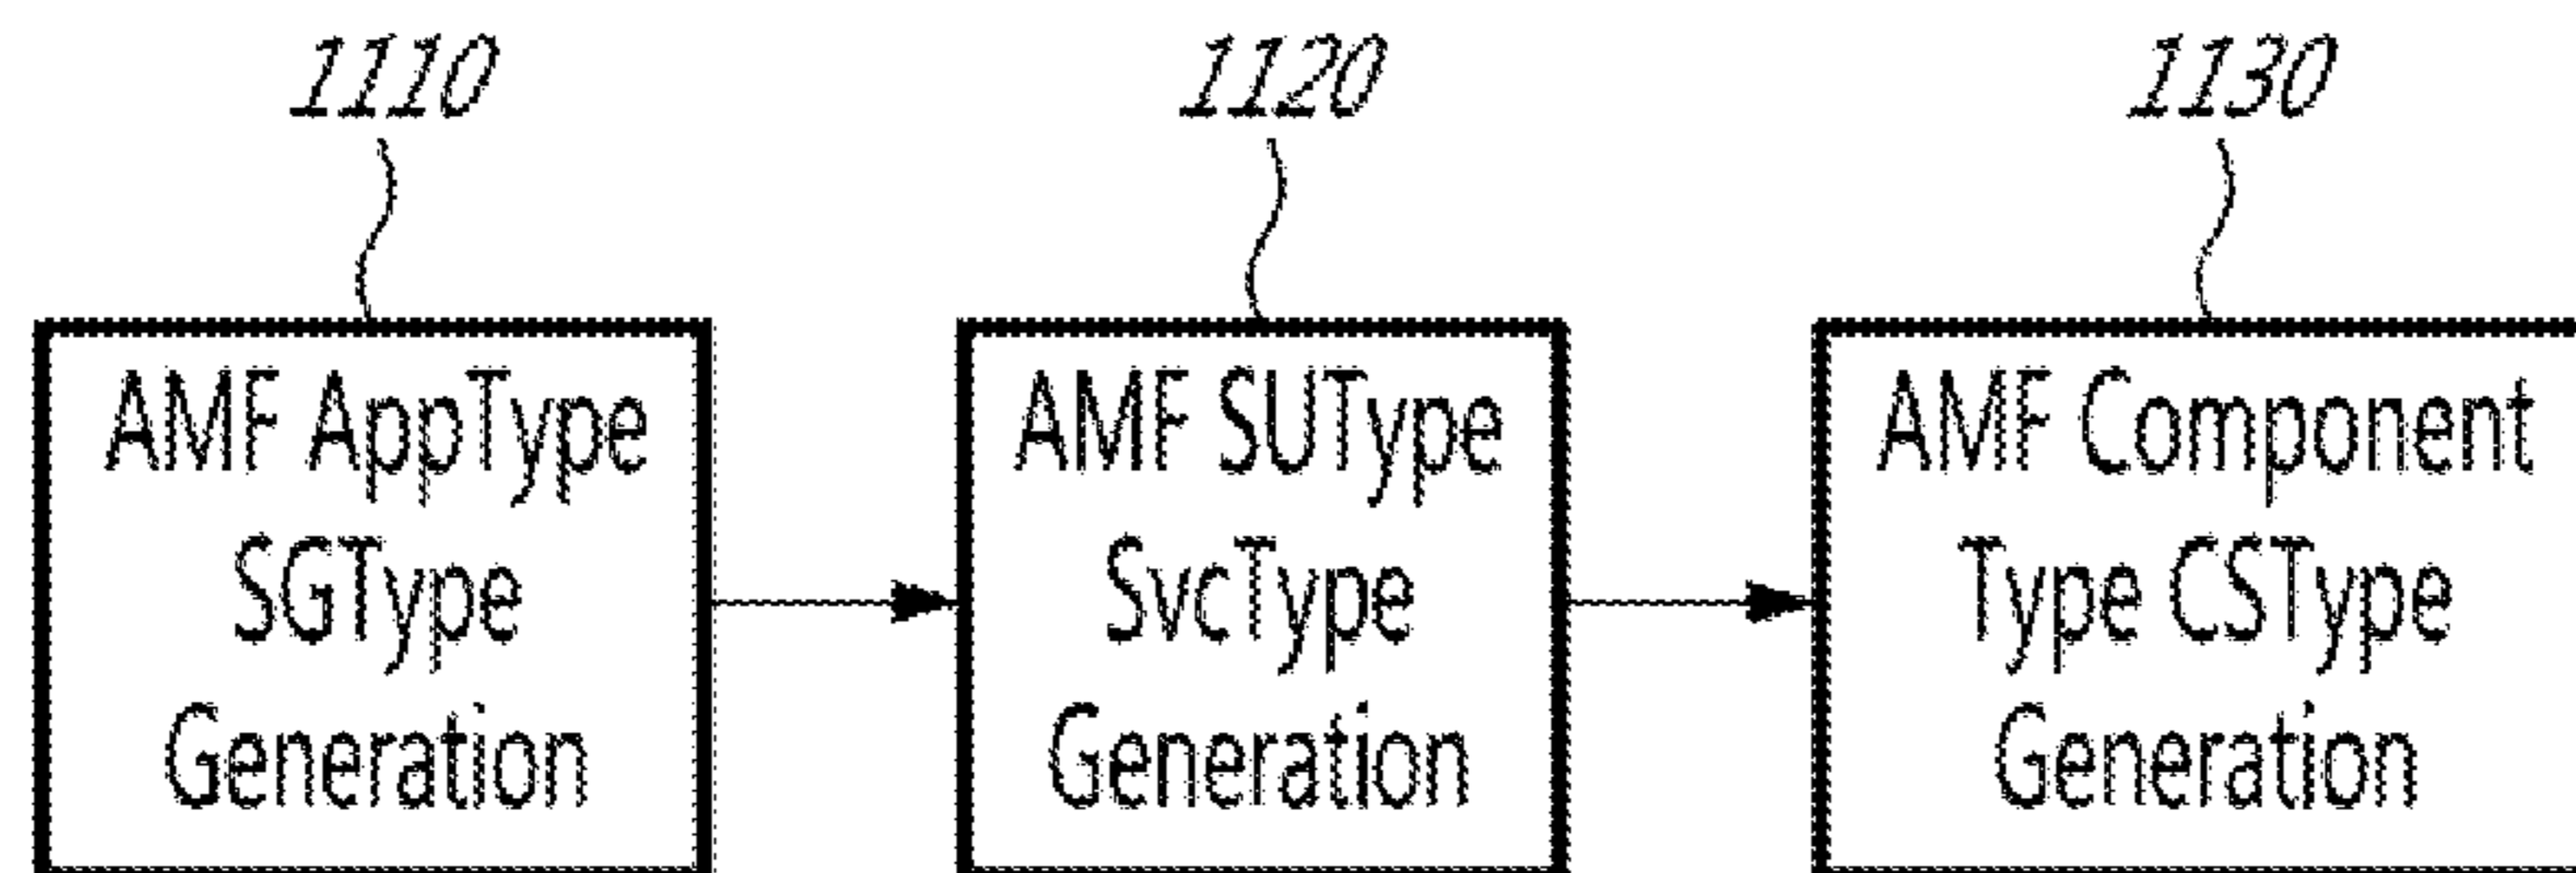 1110
1120
1130
AMF AppType
SGType
Generation
AMF SUType
SvcType
Generation
AMF Component
Type CSType
Generation